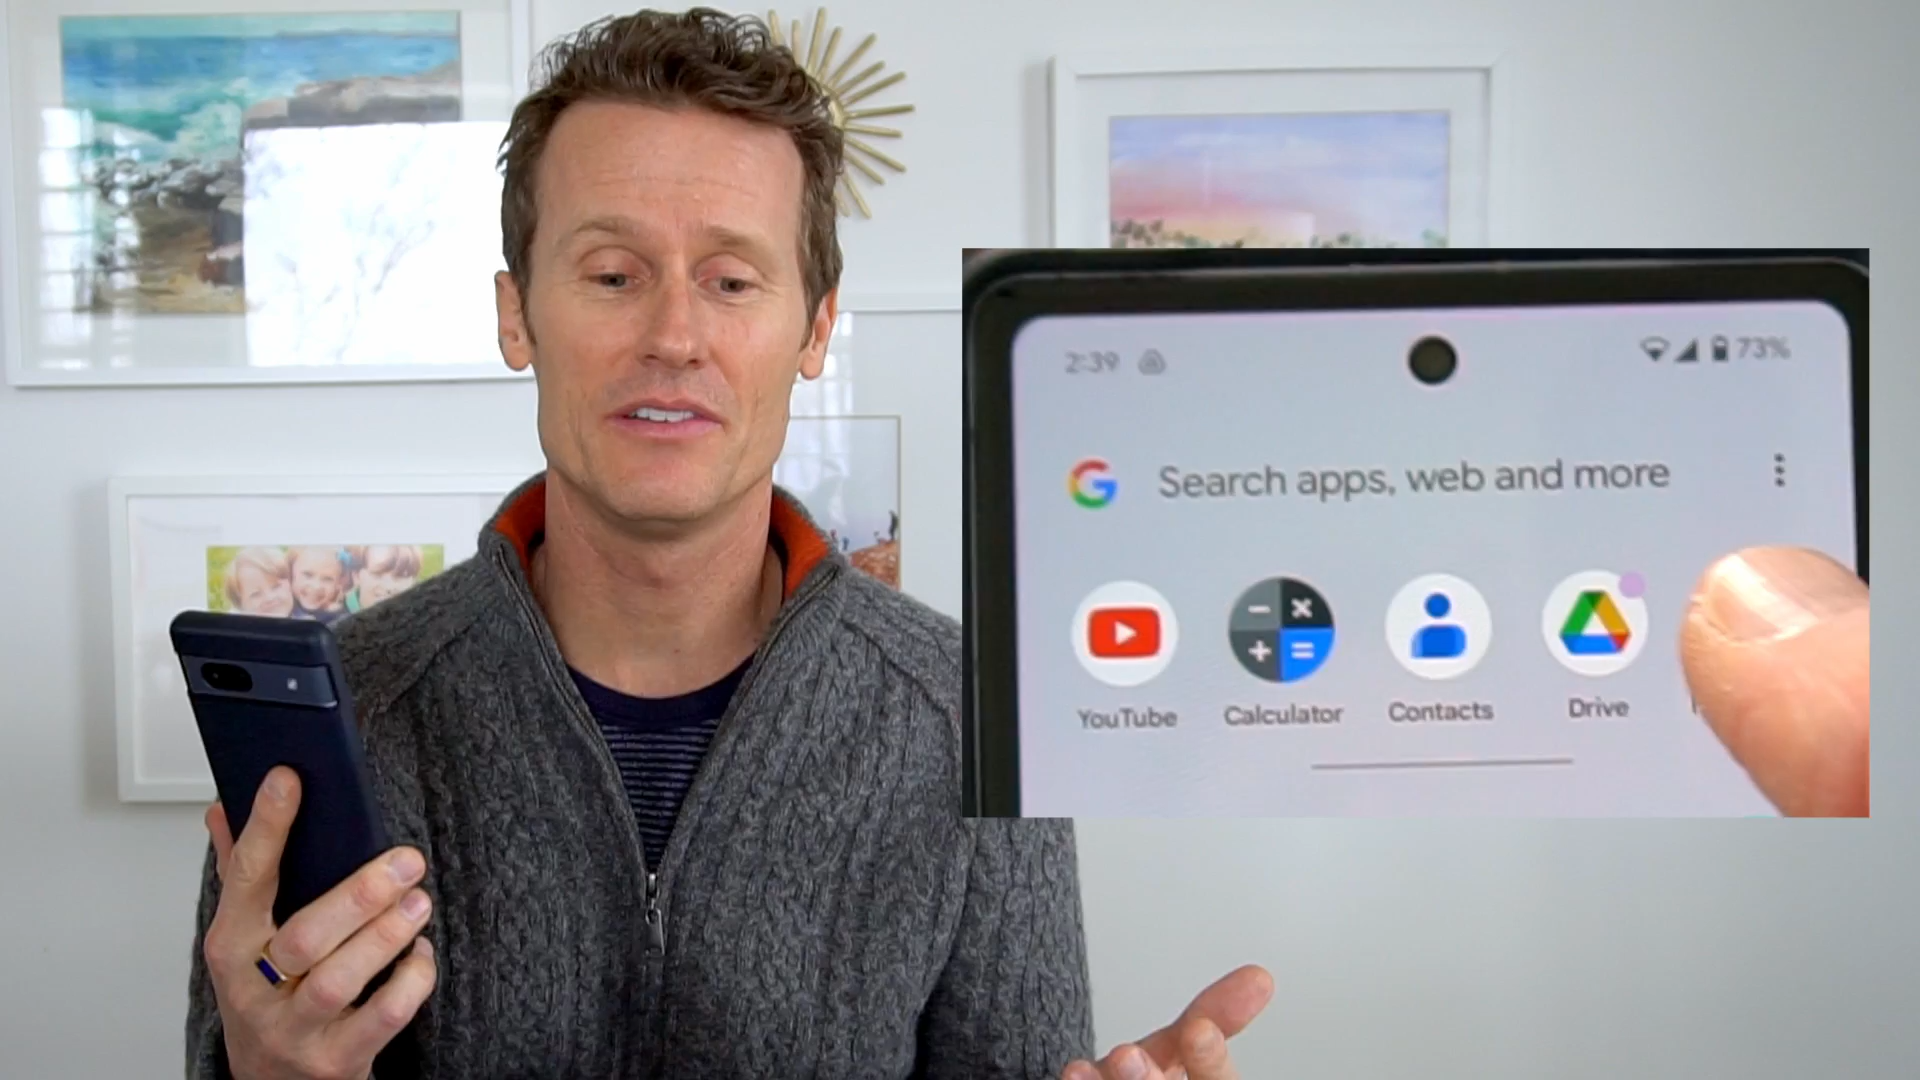 2:39 73%
Search apps, web and more
YouTube Calculator Contacts Drive